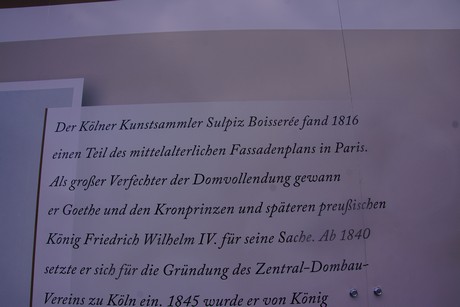 Der Kölner Kunstsammler Sulpiz Boisserée fand 1816
einen Teil des mittelalterlichen Fassadenplans in Paris.
Als großer Verfechter der Domvollendung gewann
er Goethe und den Kronprinzen und späteren preußischen
König Friedrich Wilhelm IV. für seine Sache. Ab 1840
setzte er sich für die Gründung des Zentral-Dombau-
Vereins zu Köln ein. 1845 wurde er von König